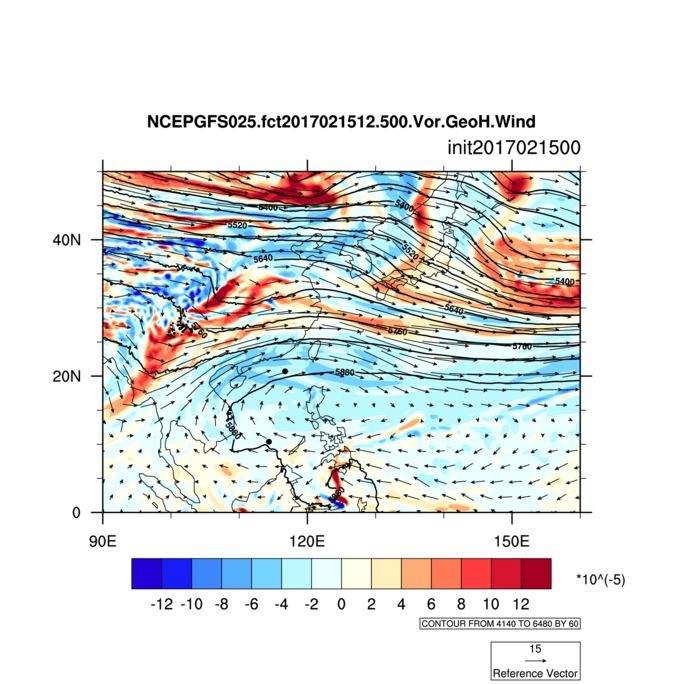 NCEPGFS025.fct2017021512.500.Vor.GeoH.Wind
init2017021500
5400
5400
5520
5520
5640
5400
5640
5760
5760
5760
5880
5880
40N
20N
0
90E 120E 150E
-12 -10 -8 -6 -4 -2 0 2 4 6 8 10 12
*10^(-5)
CONTOUR FROM 4140 TO 6480 BY 60
15
Reference Vector